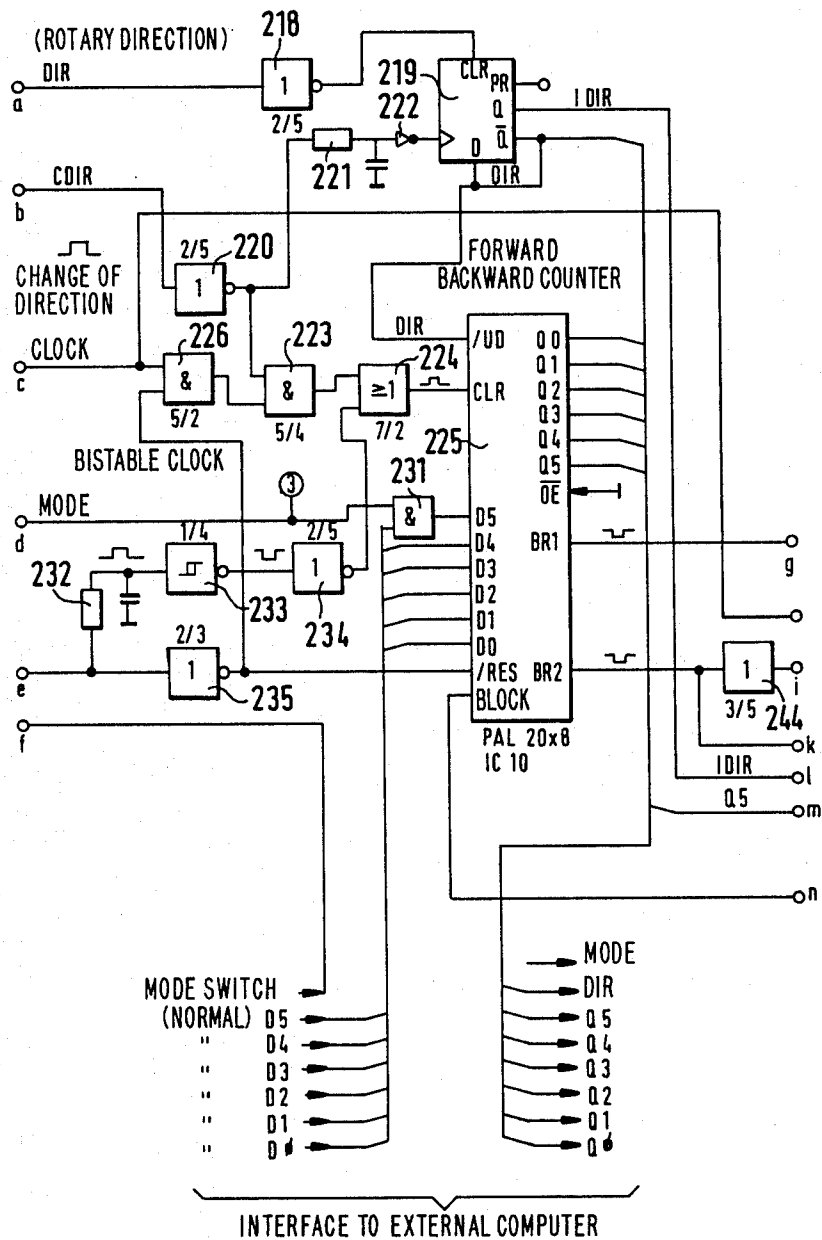 (ROTARY DIRECTION)
218
DIR
a
1
2/5
219
CLR
PR
Q
Q
D
I DIR
222
221
DIR
CDIR
b
2/5
220
1
CHANGE OF
DIRECTION
FORWARD
BACKWARD COUNTER
CLOCK
c
226
&
5/2
223
&
5/4
224
≥1
7/2
DIR
/UD
CLR
225
Q0
Q1
Q2
Q3
Q4
Q5
OE
BISTABLE CLOCK
3
231
&
MODE
d
1/4
233
2/5
1
234
D5
D4
D3
D2
D1
D0
BR1
g
232
2/3
1
235
e
/RES
BR2
BLOCK
1
3/5
244
i
f
PAL 20x8
IC 10
k
IDIR
l
Q5
m
n
MODE SWITCH
(NORMAL) D5
" D4
" D3
" D2
" D1
" DØ
MODE
DIR
Q5
Q4
Q3
Q2
Q1
QØ
INTERFACE TO EXTERNAL COMPUTER